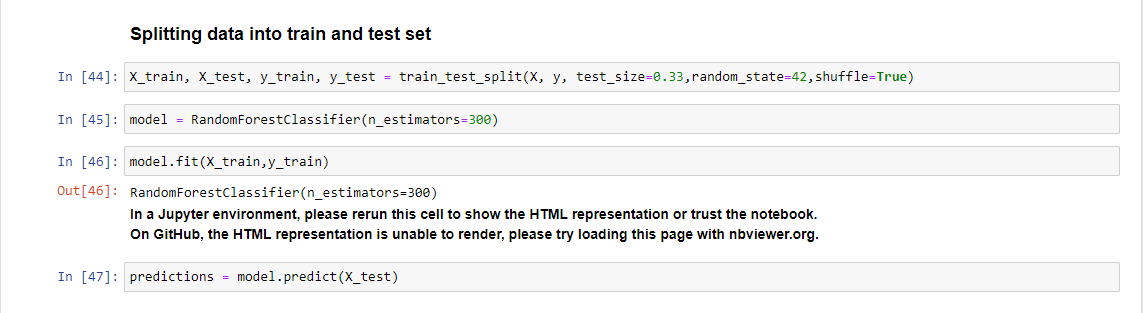 Splitting data into train and test set
In [44]: X_train, X_test, y_train, y_test = train_test_split(X, y, test_size=0.33,random_state=42,shuffle=True)
In [45]: model = RandomForestClassifier(n_estimators=300)
In [46]: model.fit(X_train,y_train)
Out[46]: RandomForestClassifier(n_estimators=300)
In a Jupyter environment, please rerun this cell to show the HTML representation or trust the notebook.
On GitHub, the HTML representation is unable to render, please try loading this page with nbviewer.org.
In [47]: predictions = model.predict(X_test)